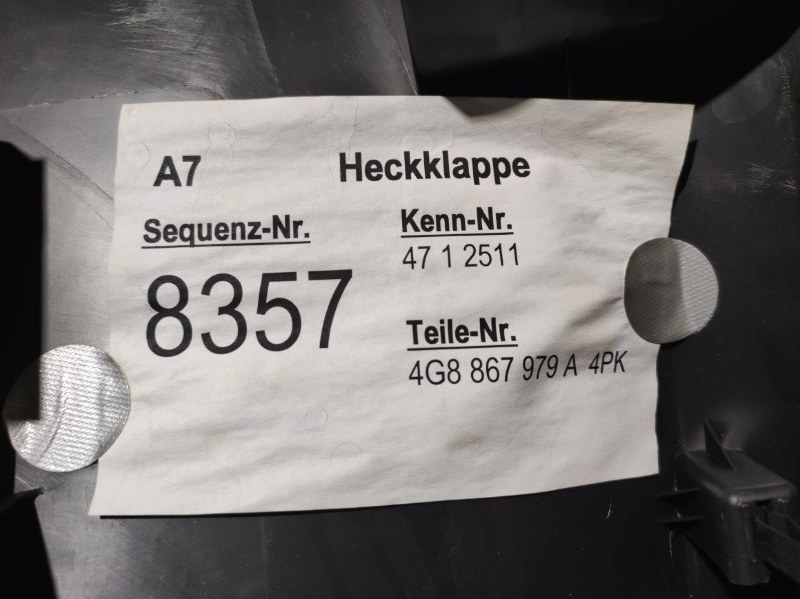 A7 Heckklappe
Sequenz-Nr. Kenn-Nr.
47 1 2511
8357
Teile-Nr.
4G8 867 979 A 4PK